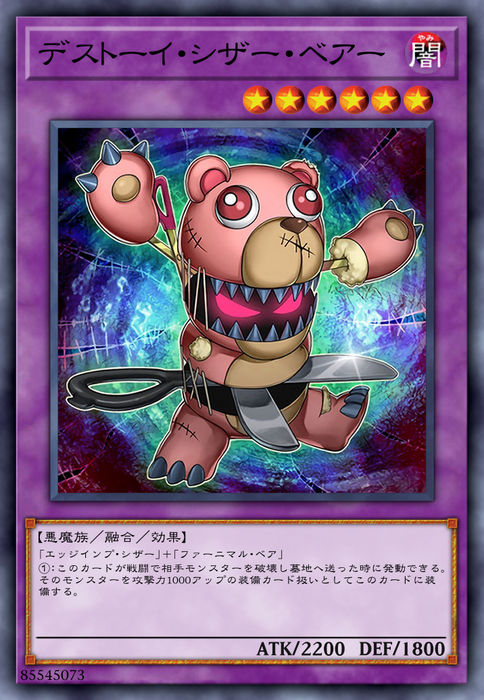 デストーイ・シザー・ベアー
やみ
闇
【悪魔族／融合／効果】
「エッジインプ・シザー」＋「ファーニマル・ベア」
①：このカードが戦闘で相手モンスターを破壊し墓地へ送った時に発動できる。
そのモンスターを攻撃力1000アップの装備カード扱いとしてこのカードに装
備する。
ATK/2200 DEF/1800
85545073